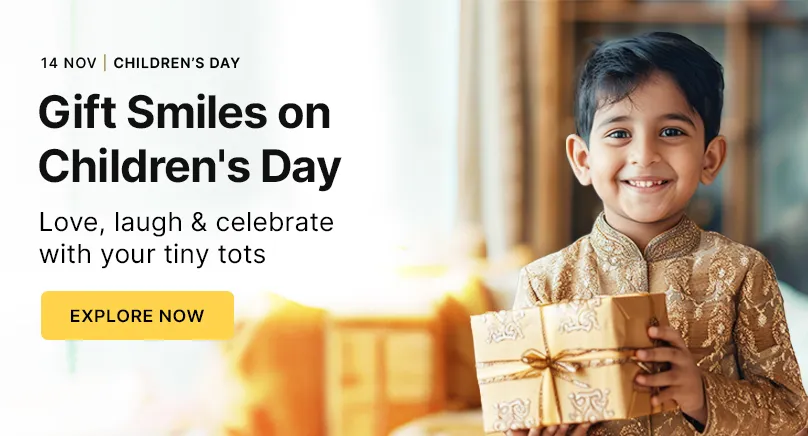 14 NOV | CHILDREN’S DAY
Gift Smiles on
Children's Day
Love, laugh & celebrate
with your tiny tots
EXPLORE NOW